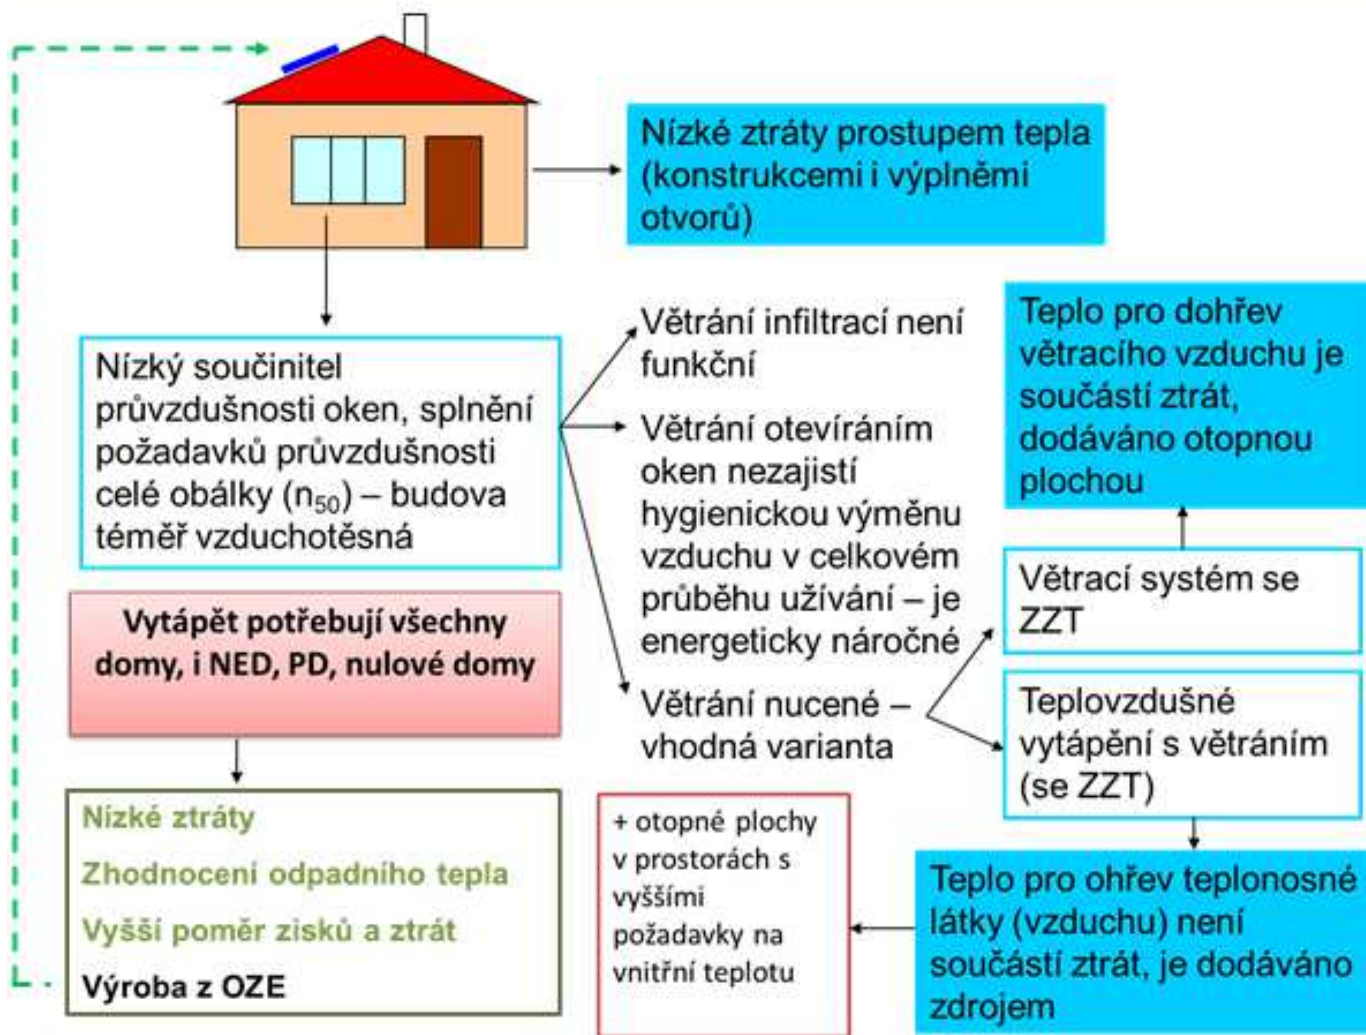 Nízké ztráty prostupem tepla
(konstrukcemi i výplněmi
otvorů)
Nízký součinitel
průvzdušnosti oken, splnění
požadavků průvzdušnosti
celé obálky (n₅₀) – budova
téměř vzduchotěsná
Větrání infiltrací není
funkční
Větrání otevíráním
oken nezajistí
hygienickou výměnu
vzduchu v celkovém
průběhu užívání – je
energeticky náročné
Větrání nucené –
vhodná varianta
Teplo pro dohřev
větracího vzduchu je
součástí ztrát,
dodáváno otopnou
plochou
Větrací systém se
ZZT
Teplovzdušné
vytápění s větráním
(se ZZT)
Teplo pro ohřev teplonosné
látky (vzduchu) není
součástí ztrát, je dodáváno
zdrojem
+ otopné plochy
v prostorách s
vyššími
požadavky na
vnitřní teplotu
Vytápět potřebují všechny
domy, i NED, PD, nulové domy
Nízké ztráty
Zhodnocení odpadního tepla
Vyšší poměr zisků a ztrát
Výroba z OZE